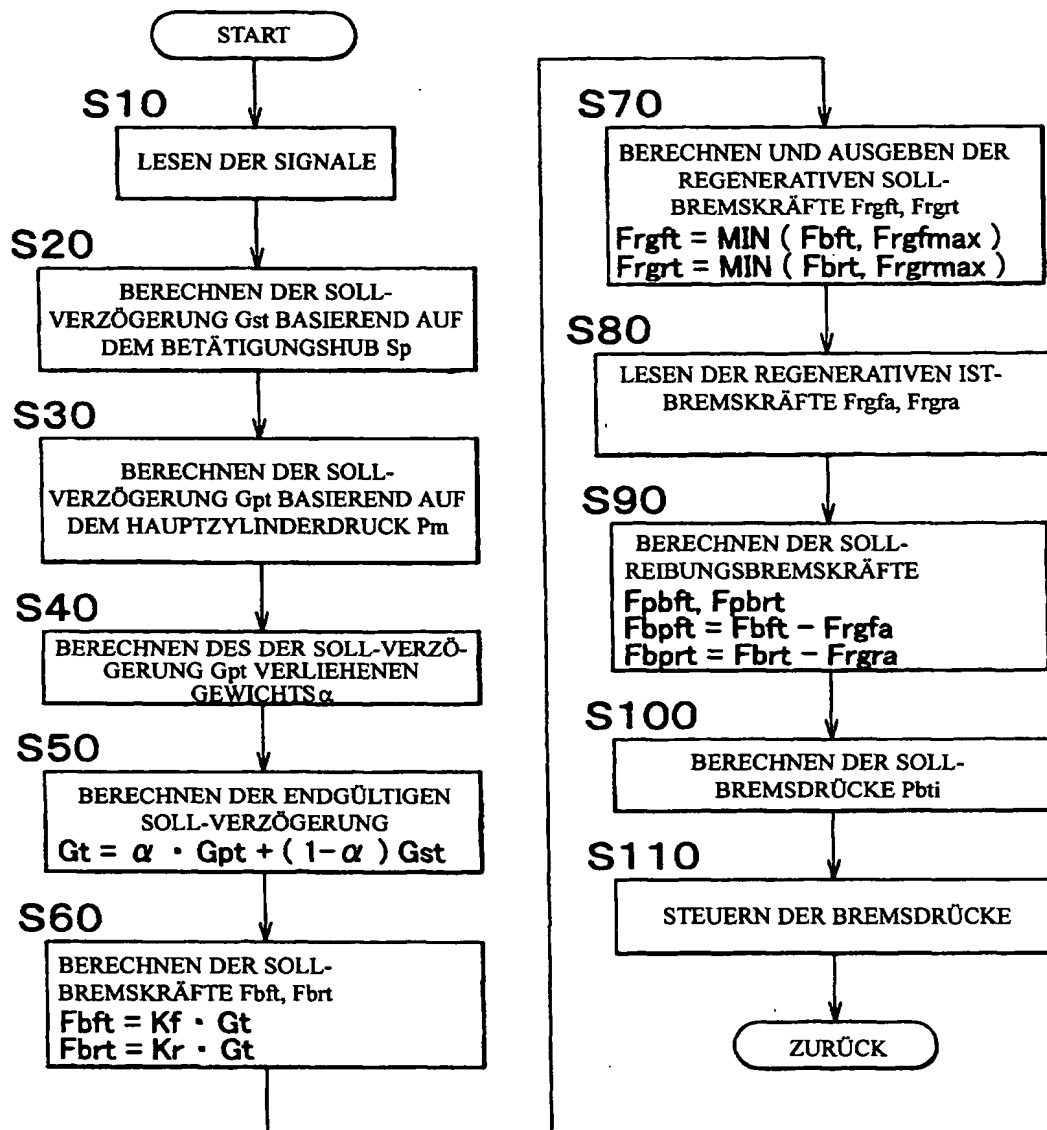 START
S10
LESEN DER SIGNALE
S20
BERECHNEN DER SOLL-
VERZÖGERUNG Gst BASIEREND AUF
DEM BETÄTIGUNGSHUB Sp
S30
BERECHNEN DER SOLL-
VERZÖGERUNG Gpt BASIEREND AUF
DEM HAUPTZYLINDERDRUCK Pm
S40
BERECHNEN DES DER SOLL-VERZÖ-
GERUNG Gpt VERLIEHENEN
GEWICHTS α
S50
BERECHNEN DER ENDGÜLTIGEN
SOLL-VERZÖGERUNG
Gt = α · Gpt + ( 1-α ) Gst
S60
BERECHNEN DER SOLL-
BREMSKRÄFTE Fbft, Fbrt
Fbft = Kf · Gt
Fbrt = Kr · Gt
S70
BERECHNEN UND AUSGEBEN DER
REGENERATIVEN SOLL-
BREMSKRÄFTE Frgft, Frgrt
Frgft = MIN ( Fbft, Frgfmax )
Frgrt = MIN ( Fbrt, Frgrmax )
S80
LESEN DER REGENERATIVEN IST-
BREMSKRÄFTE Frgfa, Frgra
S90
BERECHNEN DER SOLL-
REIBUNGSBREMSKRÄFTE
Fpbft, Fpbrt
Fbpft = Fbft − Frgfa
Fbprt = Fbrt − Frgra
S100
BERECHNEN DER SOLL-
BREMSDRÜCKE Pbti
S110
STEUERN DER BREMSDRÜCKE
ZURÜCK